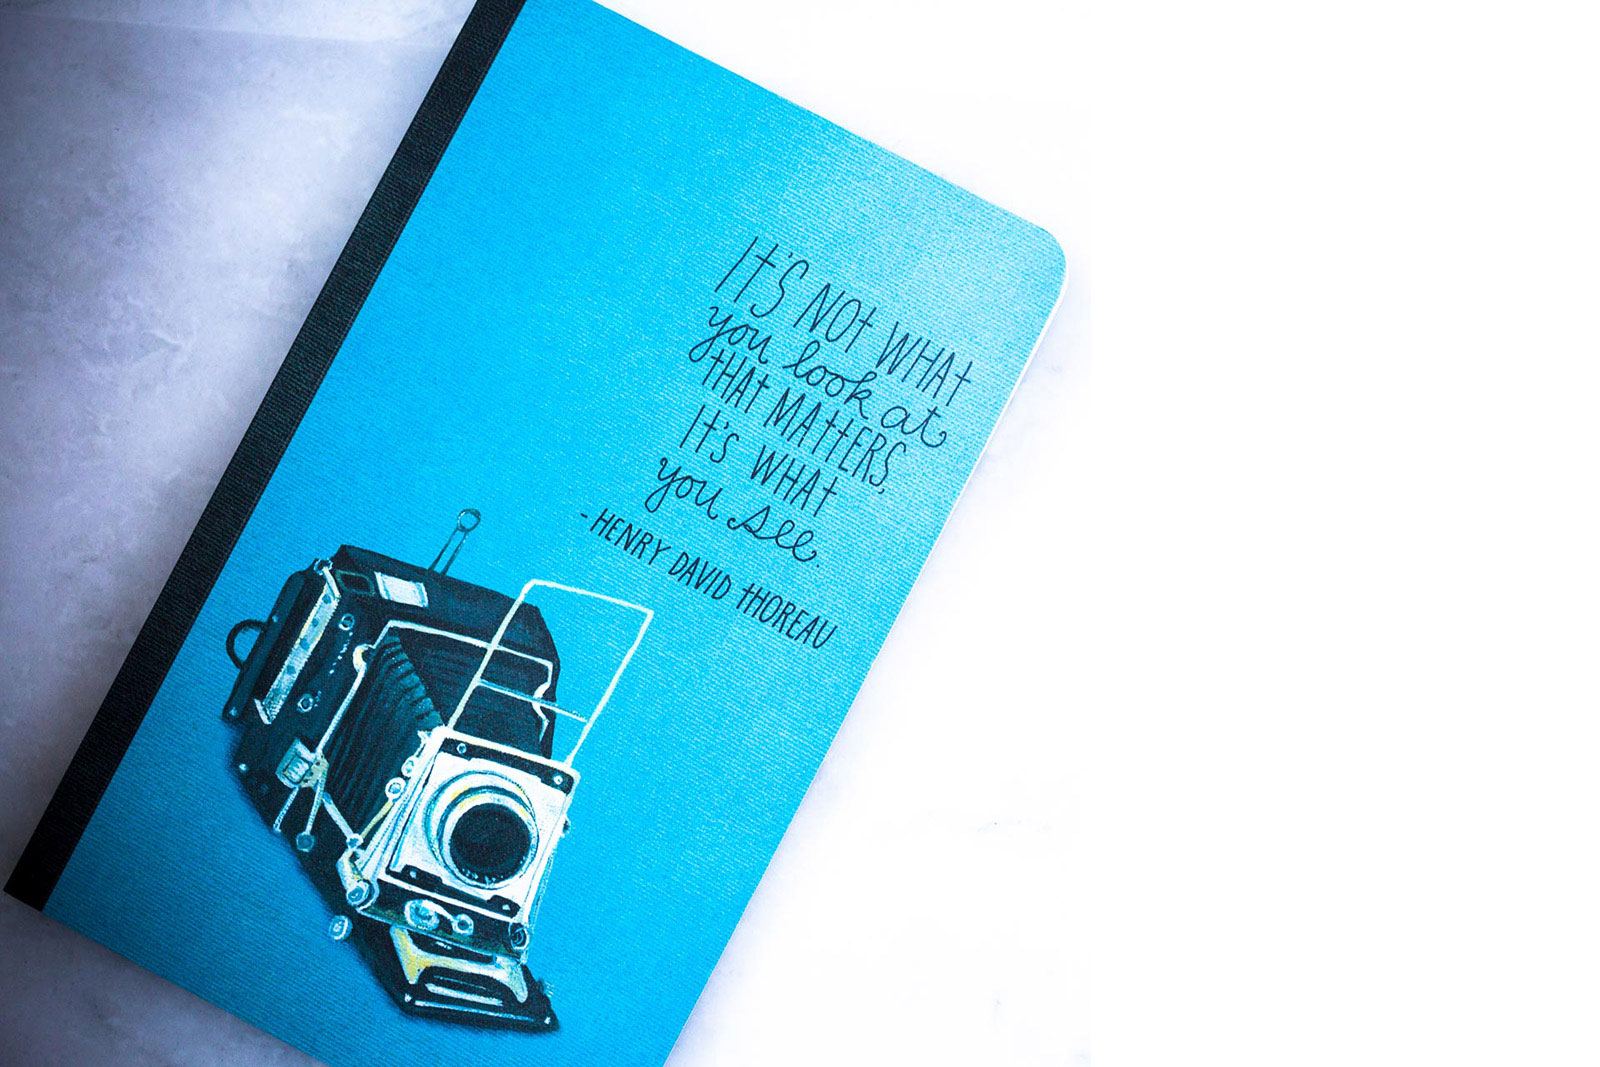 It's NOt WHAt
you look at
tHAt MAttERS,
It's WHAt
you see.
- HENRY DAVID tHOREAU